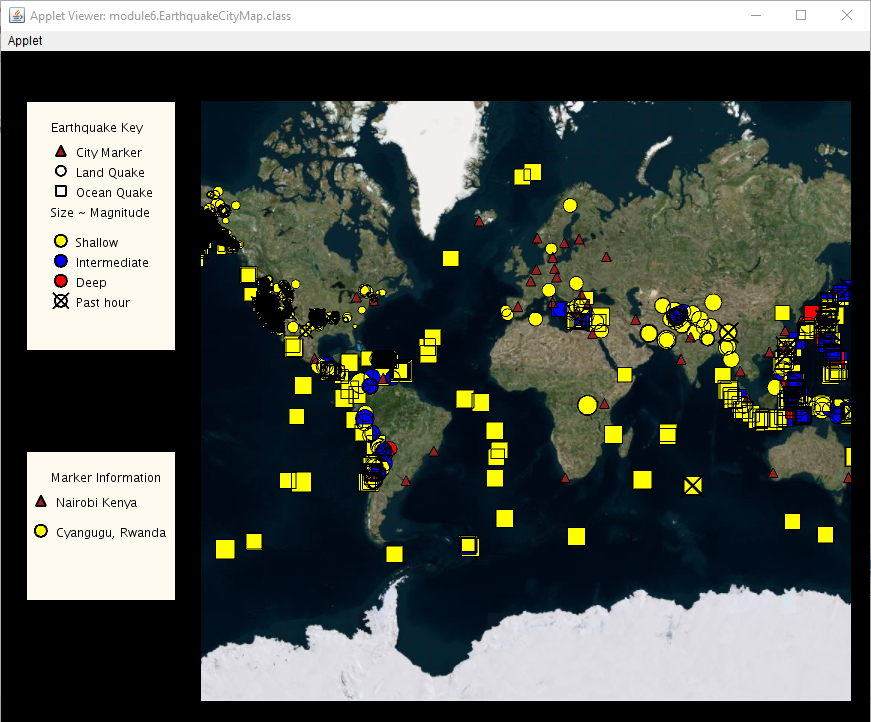 Applet Viewer: module6.EarthquakeCityMap.class
Applet
Earthquake Key
City Marker
Land Quake
Ocean Quake
Size ~ Magnitude
Shallow
Intermediate
Deep
Past hour
Marker Information
Nairobi Kenya
Cyangugu, Rwanda